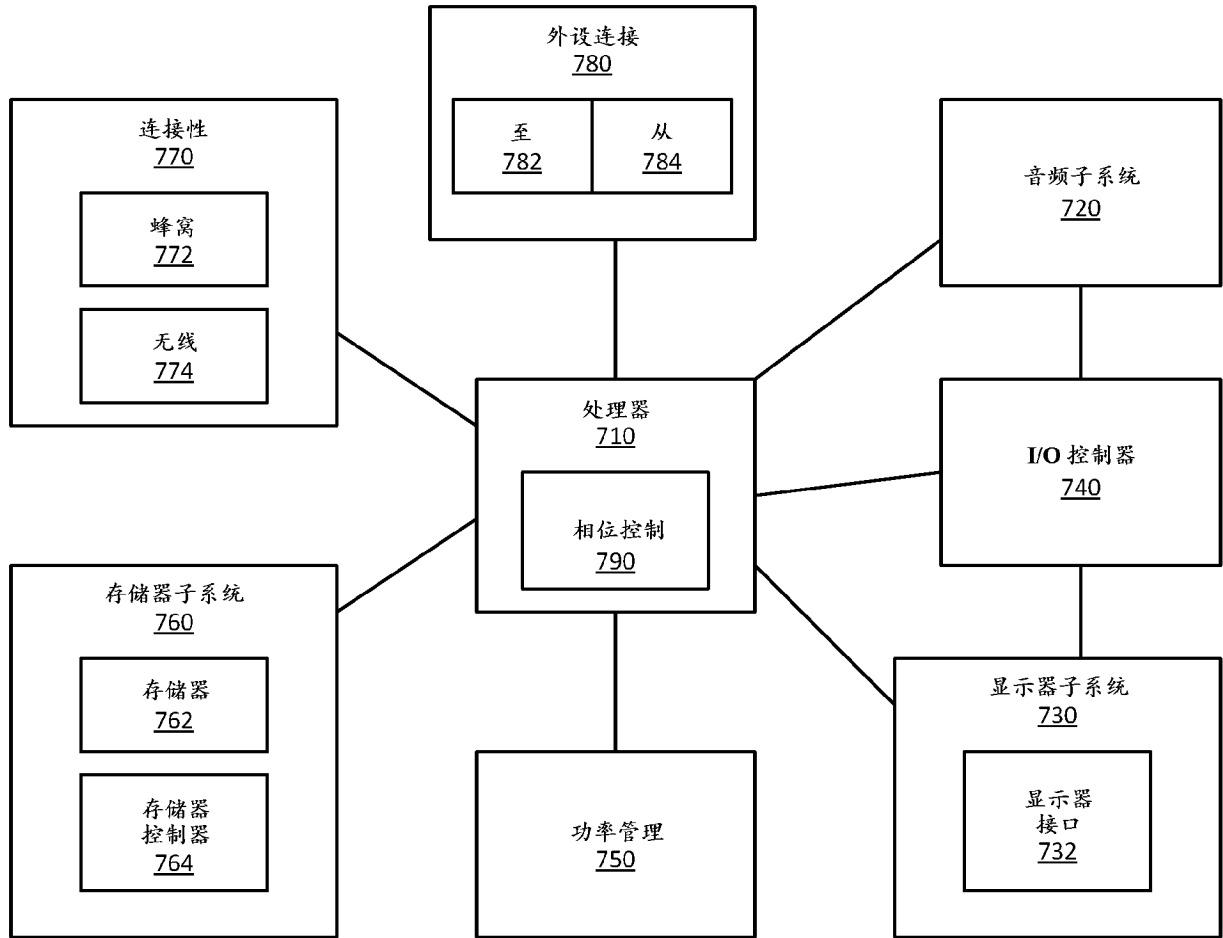 外设连接
780
至
782
从
784
连接性
770
蜂窝
772
无线
774
音频子系统
720
处理器
710
相位控制
790
I/O 控制器
740
存储器子系统
760
存储器
762
存储器
控制器
764
功率管理
750
显示器子系统
730
显示器
接口
732